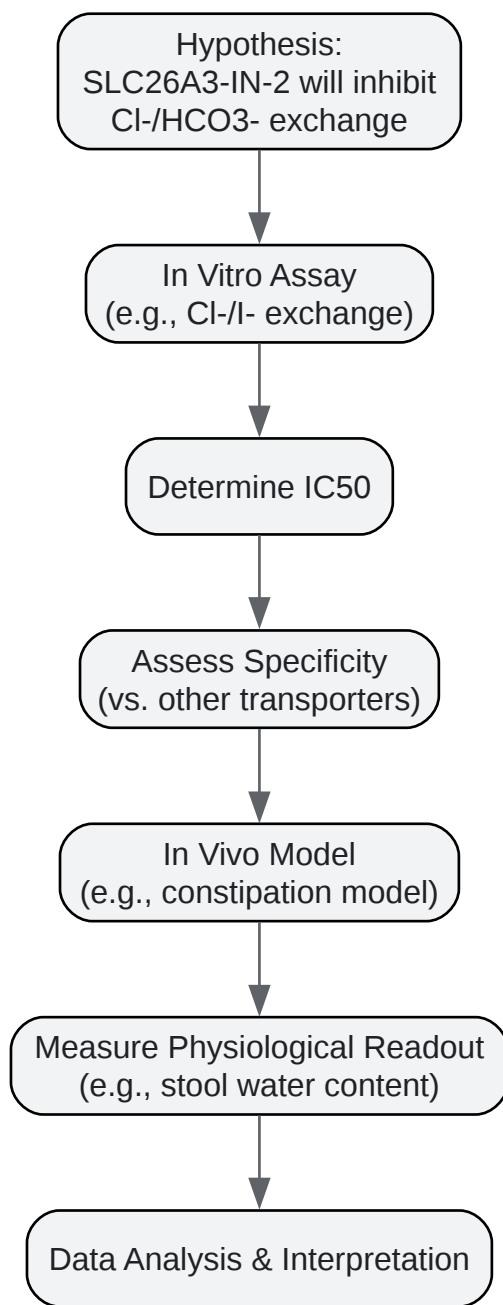 Hypothesis:
SLC26A3-IN-2 will inhibit
Cl-/HCO3- exchange
In Vitro Assay
(e.g., Cl-/I- exchange)
Determine IC50
Assess Specificity
(vs. other transporters)
In Vivo Model
(e.g., constipation model)
Measure Physiological Readout
(e.g., stool water content)
Data Analysis & Interpretation